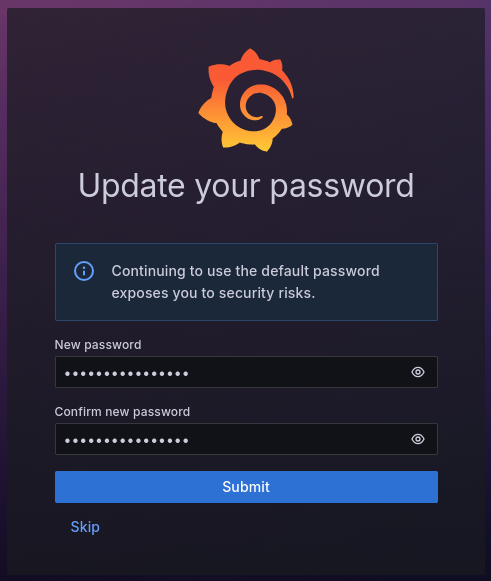 Update your password
Continuing to use the default password
exposes you to security risks.
New password
••••••••••••••••
Confirm new password
••••••••••••••••
Submit
Skip